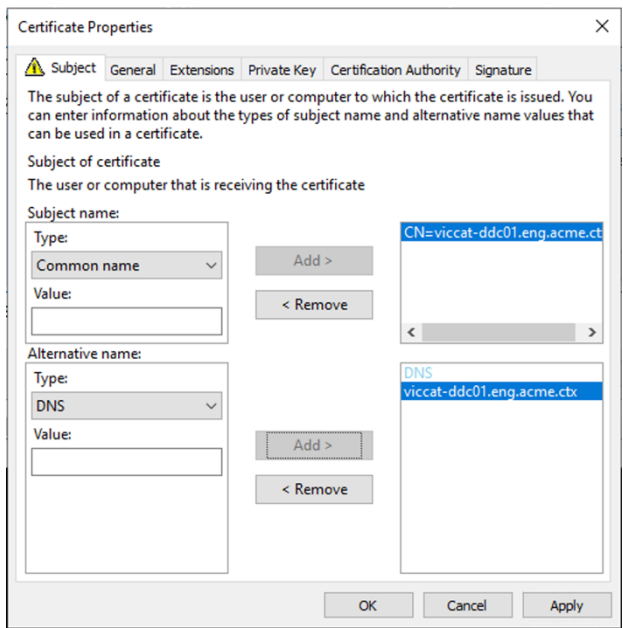 Certificate Properties
Subject General Extensions Private Key Certification Authority Signature
The subject of a certificate is the user or computer to which the certificate is issued. You
can enter information about the types of subject name and alternative name values that
can be used in a certificate.
Subject of certificate
The user or computer that is receiving the certificate
Subject name:
Type:
Common name
Value:
Add >
< Remove
CN=viccat-ddc01.eng.acme.ct
Alternative name:
Type:
DNS
Value:
Add >
< Remove
DNS
viccat-ddc01.eng.acme.ctx
OK Cancel Apply